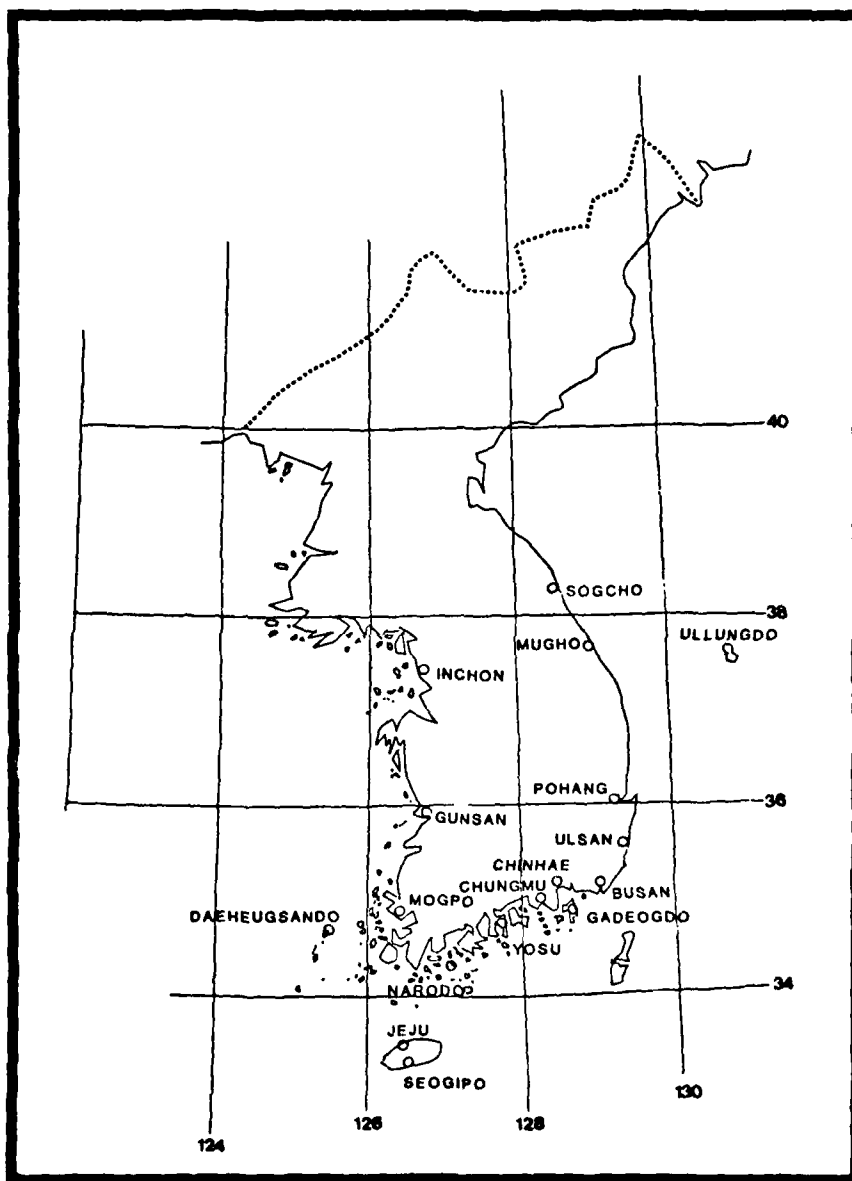 40
SOGCHO
38
ULLUNGDO
MUGHO
INCHON
POHANG
36
GUNSAN
ULSAN
CHINHAE
CHUNGMU
BUSAN
MOGPO
DAEHEUGSANDO
GADEOGDO
YOSU
NARODO
34
JEJU
SEOGIPO
130
128
126
124